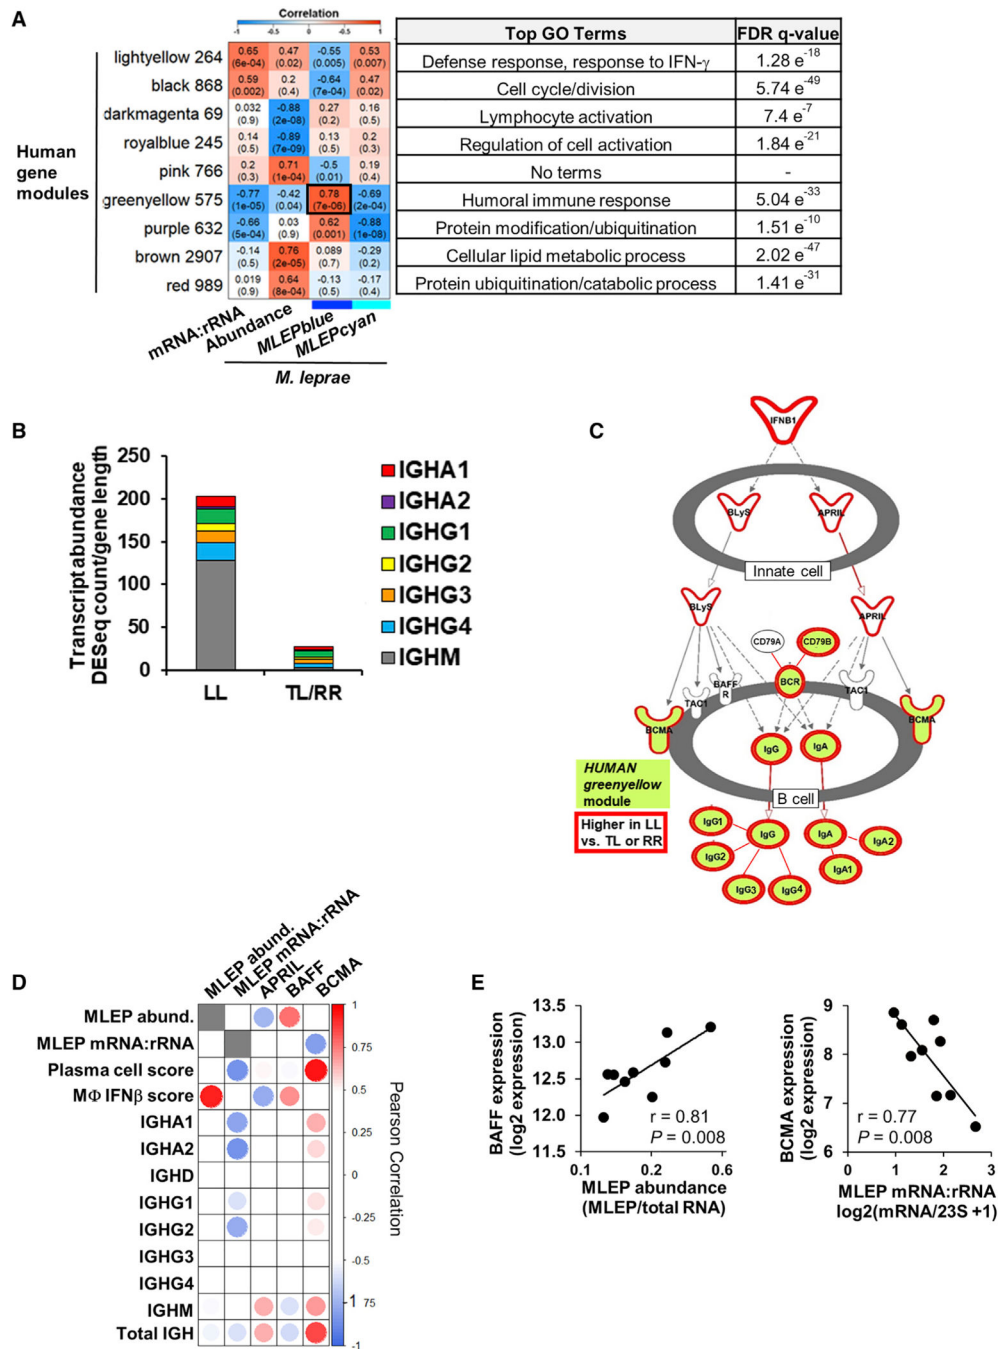 A
Correlation
-1 -0.5 0 0.5 1
Top GO Terms FDR q-value
lightyellow 264 0.65 0.47 -0.55 0.53 Defense response, response to IFN-γ 1.28 e-18
(6e-04) (0.02) (0.005) (0.007)
black 868 0.59 0.2 -0.64 0.47 Cell cycle/division 5.74 e-49
(0.002) (0.4) (7e-04) (0.02)
darkmagenta 69 0.032 -0.88 0.27 0.16 Lymphocyte activation 7.4 e-7
(0.9) (2e-08) (0.2) (0.5)
royalblue 245 0.14 -0.89 0.13 0.2 Regulation of cell activation 1.84 e-21
(0.5) (7e-09) (0.5) (0.3)
Human
gene
modules
pink 766 0.2 0.71 -0.5 0.19 No terms -
(0.3) (1e-04) (0.01) (0.4)
greenyellow 575 -0.77 -0.42 0.78 -0.69 Humoral immune response 5.04 e-33
(1e-05) (0.04) (7e-06) (2e-04)
purple 632 -0.66 0.03 0.62 -0.88 Protein modification/ubiquitination 1.51 e-10
(5e-04) (0.9) (0.001) (1e-08)
brown 2907 -0.14 0.76 0.089 -0.29 Cellular lipid metabolic process 2.02 e-47
(0.5) (2e-05) (0.7) (0.2)
red 989 0.019 0.64 -0.13 -0.17 Protein ubiquitination/catabolic process 1.41 e-31
(0.9) (8e-04) (0.5) (0.4)
mRNA:rRNA
Abundance
MLEPblue
MLEPcyan
M. leprae
B
Transcript abundance
DESeq count/gene length
250
200
150
100
50
0
LL TL/RR
IGHA1
IGHA2
IGHG1
IGHG2
IGHG3
IGHG4
IGHM
C
IFNB1
BLyS
APRIL
Innate cell
BLyS
APRIL
CD79A
CD79B
BCR
BAFF
R
TAC1
TAC1
BCMA
BCMA
IgG
IgA
B cell
HUMAN
greenyellow
module
Higher in LL
vs. TL or RR
IgG1
IgG
IgA
IgA2
IgG2
IgA1
IgG3
IgG4
D
MLEP abund.
MLEP mRNA:rRNA
APRIL
BAFF
BCMA
MLEP abund.
MLEP mRNA:rRNA
Plasma cell score
MΦ IFNβ score
IGHA1
IGHA2
IGHD
IGHG1
IGHG2
IGHG3
IGHG4
IGHM
Total IGH
1
0.75
0.5
0.25
0
-0.5
1 75
-1
Pearson Correlation
E
BAFF expression
(log2 expression)
13.5
13.0
12.5
12.0
11.5
r = 0.81
P = 0.008
0.1 0.2 0.6
MLEP abundance
(MLEP/total RNA)
BCMA expression
(log2 expression)
9
8
7
6
r = 0.77
P = 0.008
0 1 2 3
MLEP mRNA:rRNA
log2(mRNA/23S +1)